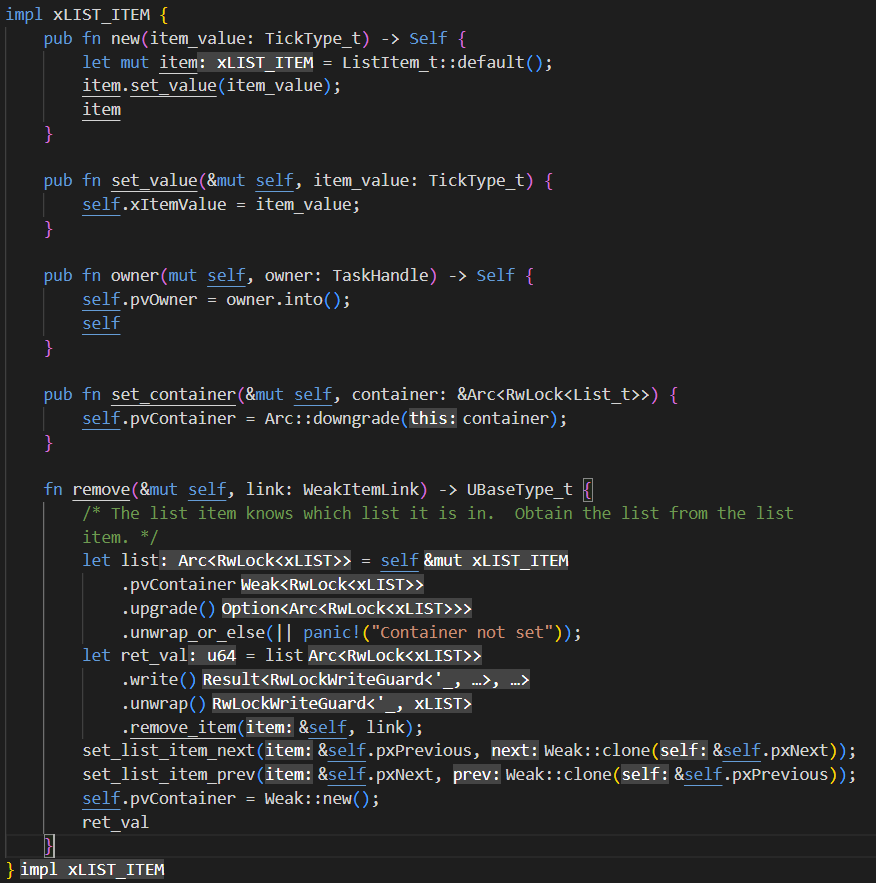 impl xLIST_ITEM {
    pub fn new(item_value: TickType_t) -> Self {
        let mut item: xLIST_ITEM = ListItem_t::default();
        item.set_value(item_value);
        item
    }

    pub fn set_value(&mut self, item_value: TickType_t) {
        self.xItemValue = item_value;
    }

    pub fn owner(mut self, owner: TaskHandle) -> Self {
        self.pvOwner = owner.into();
        self
    }

    pub fn set_container(&mut self, container: &Arc<RwLock<List_t>>) {
        self.pvContainer = Arc::downgrade(this: container);
    }

    fn remove(&mut self, link: WeakItemLink) -> UBaseType_t {
        /* The list item knows which list it is in.  Obtain the list from the list
        item. */
        let list: Arc<RwLock<xLIST>> = self &mut xLIST_ITEM
            .pvContainer Weak<RwLock<xLIST>>
            .upgrade() Option<Arc<RwLock<xLIST>>>
            .unwrap_or_else(|| panic!("Container not set"));
        let ret_val: u64 = list Arc<RwLock<xLIST>>
            .write() Result<RwLockWriteGuard<'_, …>, …>
            .unwrap() RwLockWriteGuard<'_, xLIST>
            .remove_item(item: &self, link);
        set_list_item_next(item: &self.pxPrevious, next: Weak::clone(self: &self.pxNext));
        set_list_item_prev(item: &self.pxNext, prev: Weak::clone(self: &self.pxPrevious));
        self.pvContainer = Weak::new();
        ret_val
    }
} impl xLIST_ITEM